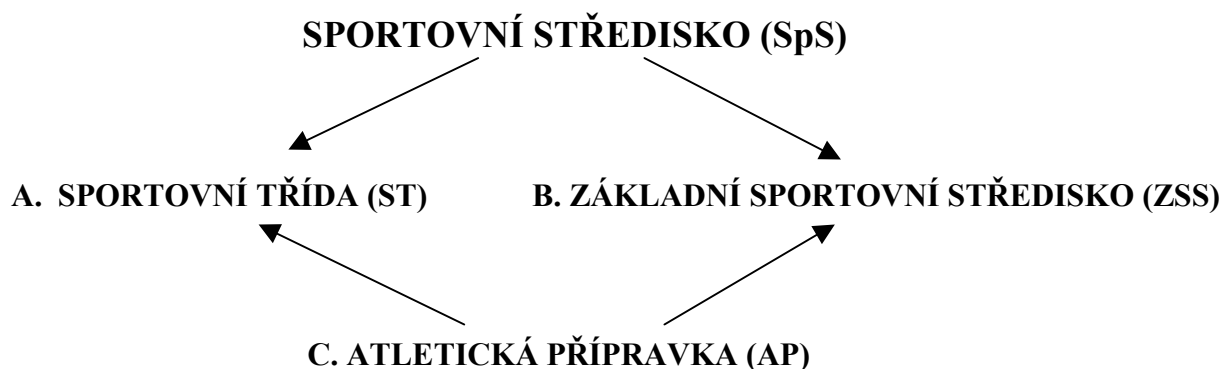 SPORTOVNÍ STŘEDISKO (SpS)
A. SPORTOVNÍ TŘÍDA (ST)
B. ZÁKLADNÍ SPORTOVNÍ STŘEDISKO (ZSS)
C. ATLETICKÁ PŘÍPRAVKA (AP)